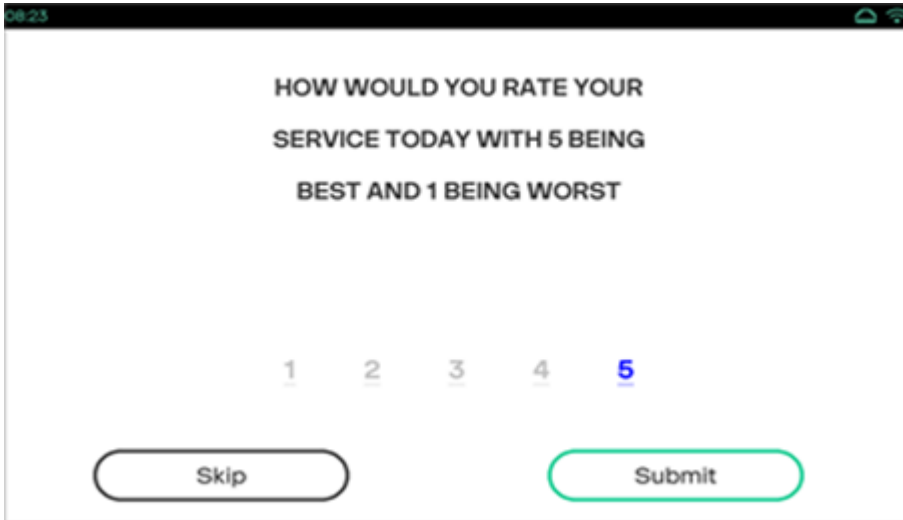 08:23
HOW WOULD YOU RATE YOUR
SERVICE TODAY WITH 5 BEING
BEST AND 1 BEING WORST
1 2 3 4 5
Skip Submit